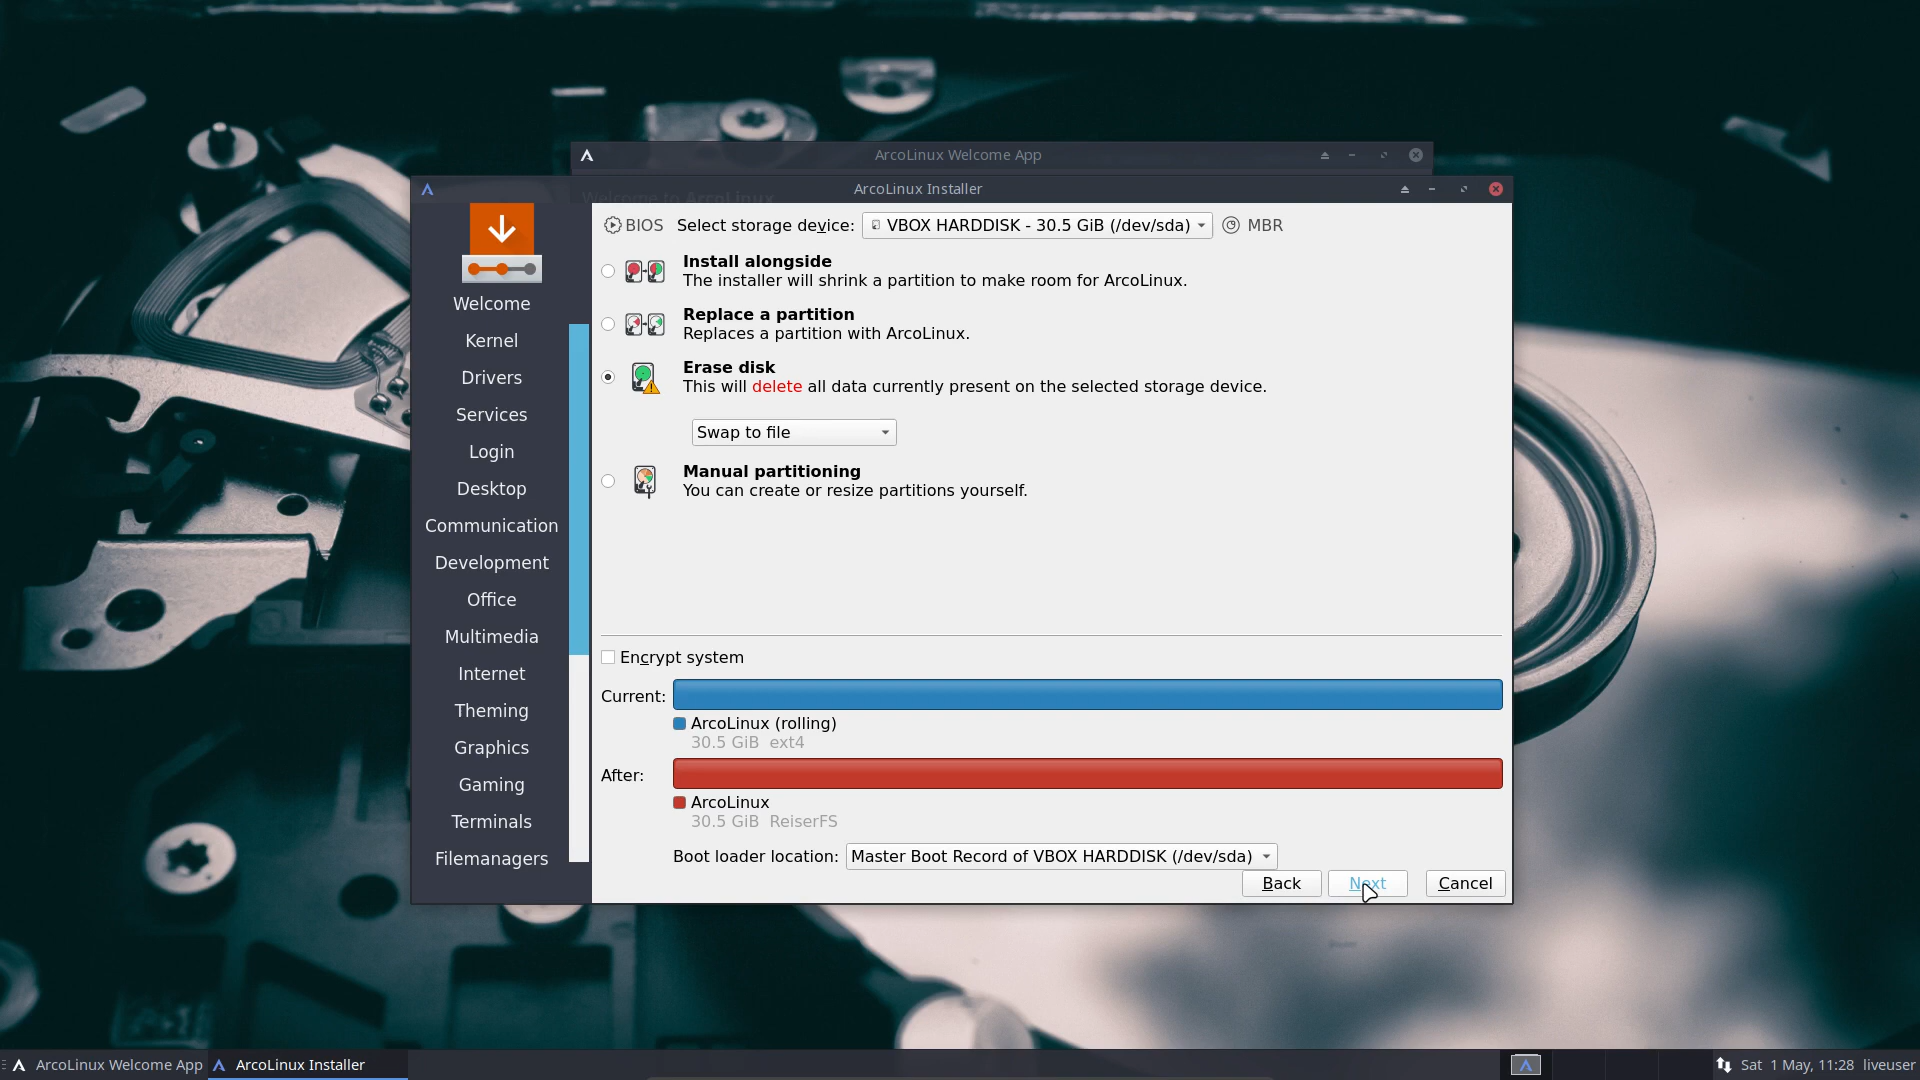 ArcoLinux Welcome App
Welcome to ArcoLinux
ArcoLinux Installer
BIOS Select storage device: VBOX HARDDISK - 30.5 GiB (/dev/sda) MBR
Install alongside
The installer will shrink a partition to make room for ArcoLinux.
Replace a partition
Replaces a partition with ArcoLinux.
Erase disk
This will delete all data currently present on the selected storage device.
Swap to file
Manual partitioning
You can create or resize partitions yourself.
Welcome
Kernel
Drivers
Services
Login
Desktop
Communication
Development
Office
Multimedia
Internet
Theming
Graphics
Gaming
Terminals
Filemanagers
Encrypt system
Current:
ArcoLinux (rolling)
30.5 GiB ext4
After:
ArcoLinux
30.5 GiB ReiserFS
Boot loader location: Master Boot Record of VBOX HARDDISK (/dev/sda)
Back Next Cancel
ArcoLinux Welcome App ArcoLinux Installer Sat 1 May, 11:28 liveuser